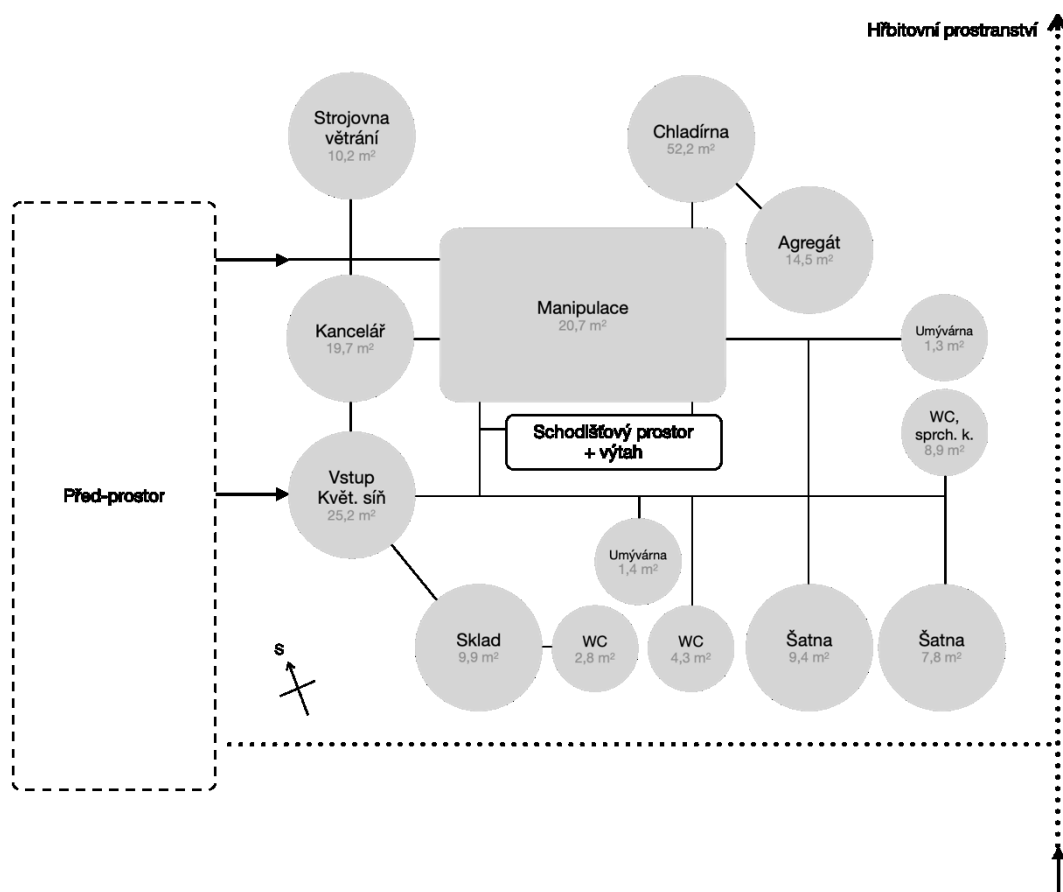 Hřbitovní prostranství
Strojovna
větrání
10,2 m²
Chladírna
52,2 m²
Agregát
14,5 m²
Manipulace
20,7 m²
Kancelář
19,7 m²
Umývárna
1,3 m²
WC,
sprch. k.
8,9 m²
Schodišťový prostor
+ výtah
Před-prostor
Vstup
Květ. síň
25,2 m²
Umývárna
1,4 m²
Sklad
9,9 m²
WC
2,8 m²
WC
4,3 m²
Šatna
9,4 m²
Šatna
7,8 m²
S